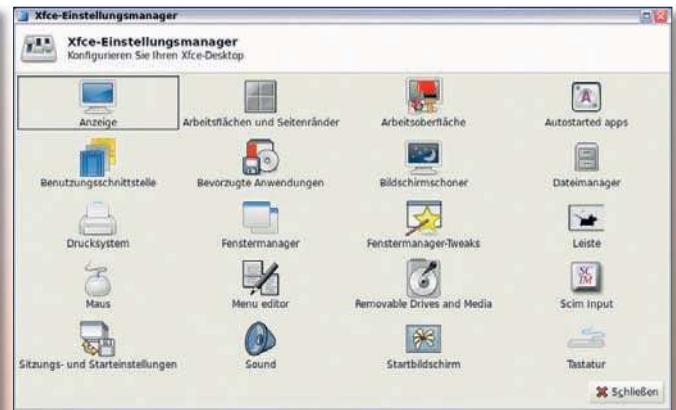 Xfce-Einstellungsmanager
Xfce-Einstellungsmanager
Konfigurieren Sie Ihren Xfce-Desktop
Anzeige
Arbeitsflächen und Seitenränder
Arbeitsoberfläche
Autostarted apps
Benutzungsschnittstelle
Bevorzugte Anwendungen
Bildschirmschoner
Dateimanager
Drucksystem
Fenstermanager
Fenstermanager-Tweaks
Leiste
Maus
Menu editor
Removable Drives and Media
SC
IM
Scim Input
Sitzungs- und Starteinstellungen
Sound
Startbildschirm
Tastatur
Schließen